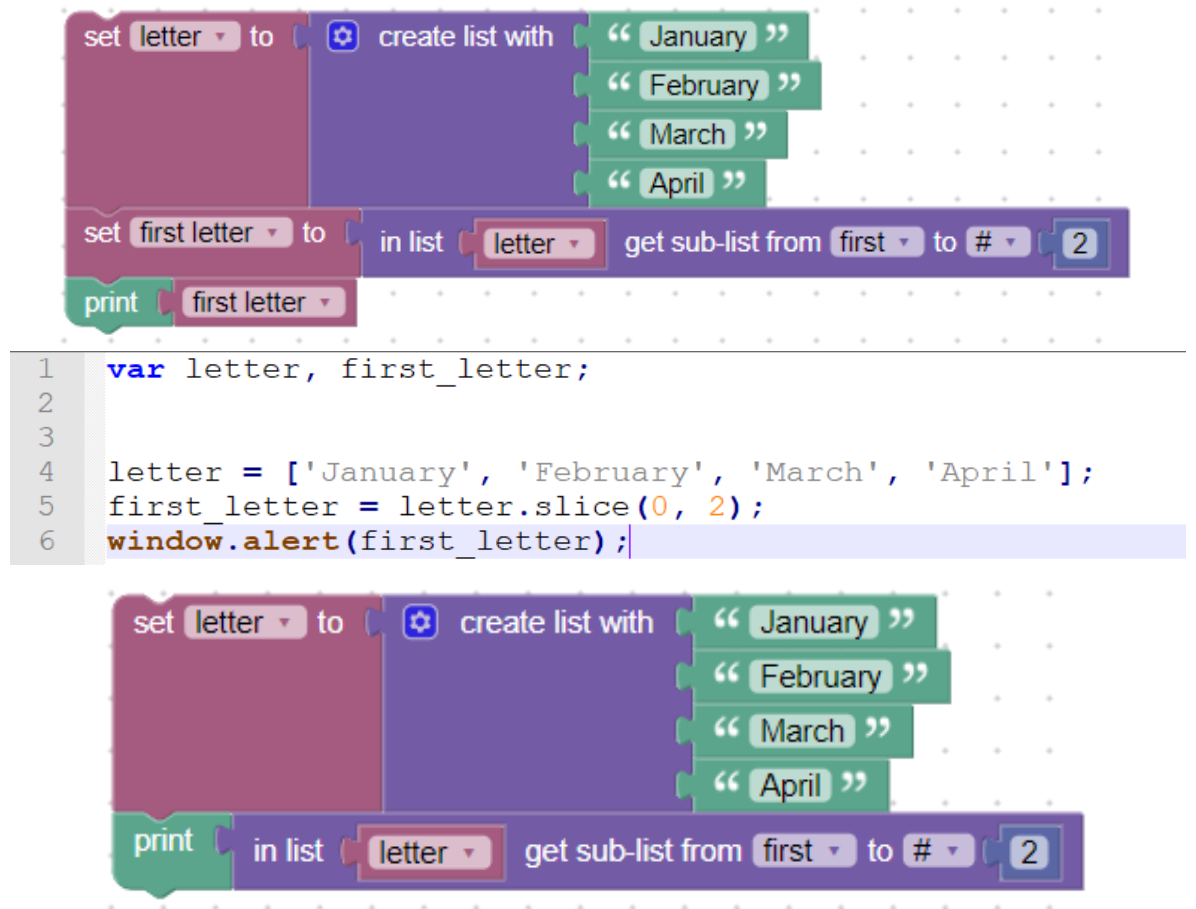 set letter to create list with “ January ”
“ February ”
“ March ”
“ April ”
set first letter to in list letter get sub-list from first to # 2
print first letter
1 var letter, first_letter;
2
3
4 letter = ['January', 'February', 'March', 'April'];
5 first_letter = letter.slice(0, 2);
6 window.alert(first_letter);
set letter to create list with “ January ”
“ February ”
“ March ”
“ April ”
print in list letter get sub-list from first to # 2